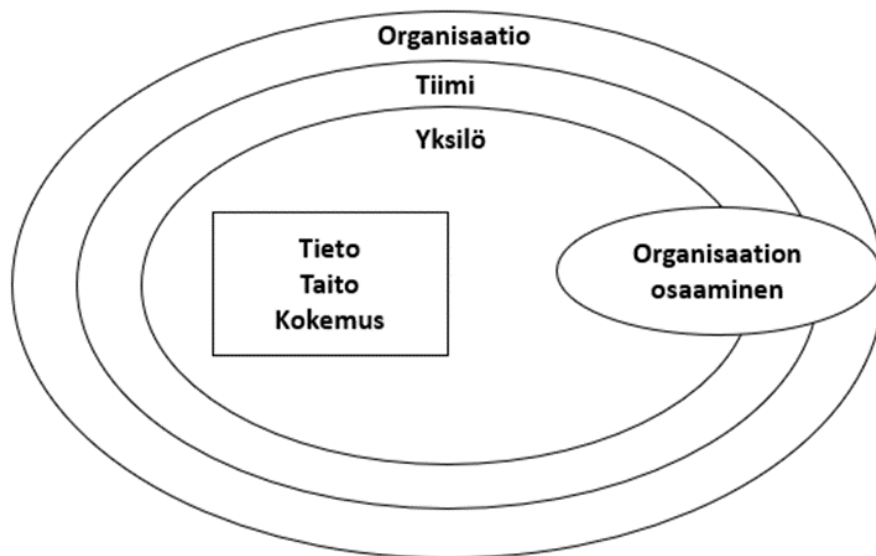 Organisaatio
Tiimi
Yksilö
Tieto
Taito
Kokemus
Organisaation
osaaminen